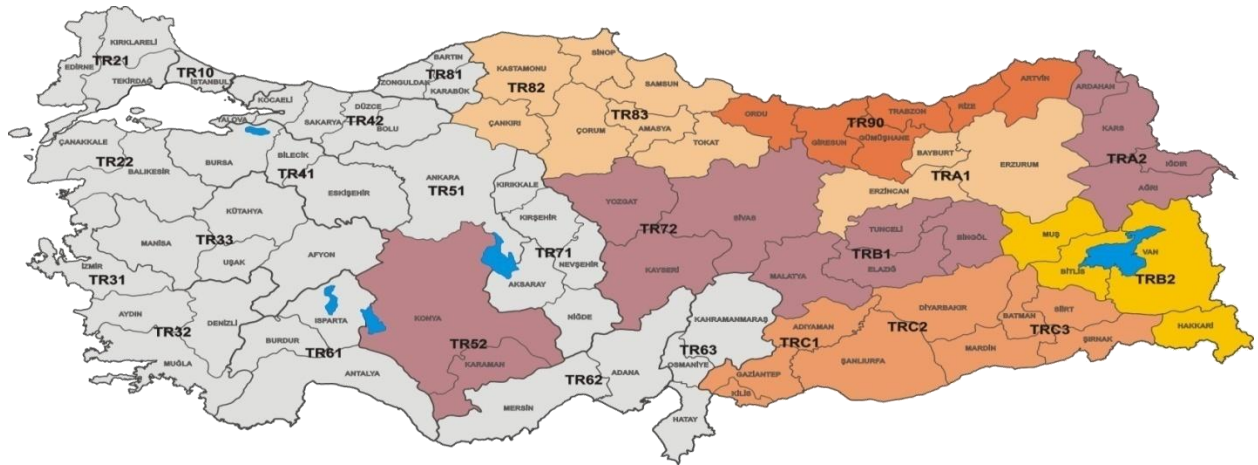 KIRKLARELİ
EDİRNE
TR21
TEKİRDAĞ
TR10
İSTANBUL
KOCAELİ
YALOVA
SAKARYA
DÜZCE
TR42
BOLU
BARTIN
ZONGULDAK
TR81
KARABÜK
KASTAMONU
TR82
ÇANKIRI
SİNOP
SAMSUN
TR83
ÇORUM
AMASYA
TOKAT
ORDU
GİRESUN
TR90
TRABZON
GÜMÜŞHANE
RİZE
ARTVİN
ARDAHAN
KARS
TRA2
IĞDIR
AĞRI
BAYBURT
ERZURUM
TRA1
ERZİNCAN
ÇANAKKALE
TR22
BALIKESİR
BURSA
BİLECİK
TR41
ESKİŞEHİR
ANKARA
TR51
KIRIKKALE
KIRŞEHİR
TR71
NEVŞEHİR
AKSARAY
NİĞDE
YOZGAT
TR72
SİVAS
KAYSERİ
TUNCELİ
BİNGÖL
TRB1
ELAZIĞ
MALATYA
MUŞ
VAN
BİTLİS
TRB2
HAKKARİ
KÜTAHYA
MANİSA
TR33
UŞAK
AFYON
İZMİR
TR31
AYDIN
TR32
DENİZLİ
MUĞLA
ISPARTA
BURDUR
TR61
ANTALYA
KONYA
TR52
KARAMAN
MERSİN
TR62
ADANA
KAHRAMANMARAŞ
TR63
OSMANİYE
HATAY
ADIYAMAN
TRC1
GAZİANTEP
KİLİS
DİYARBAKIR
TRC2
ŞANLIURFA
MARDİN
BATMAN
SİİRT
TRC3
ŞIRNAK